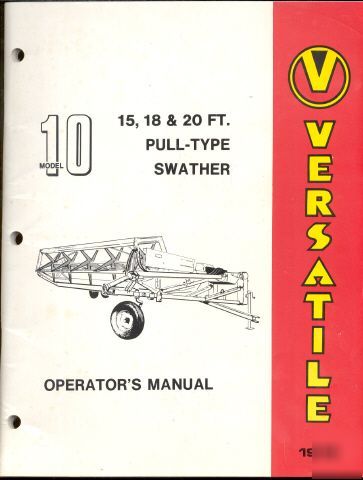 15, 18 & 20 FT.
MODEL 10
PULL-TYPE
SWATHER
OPERATOR'S MANUAL
V
VERSATILE